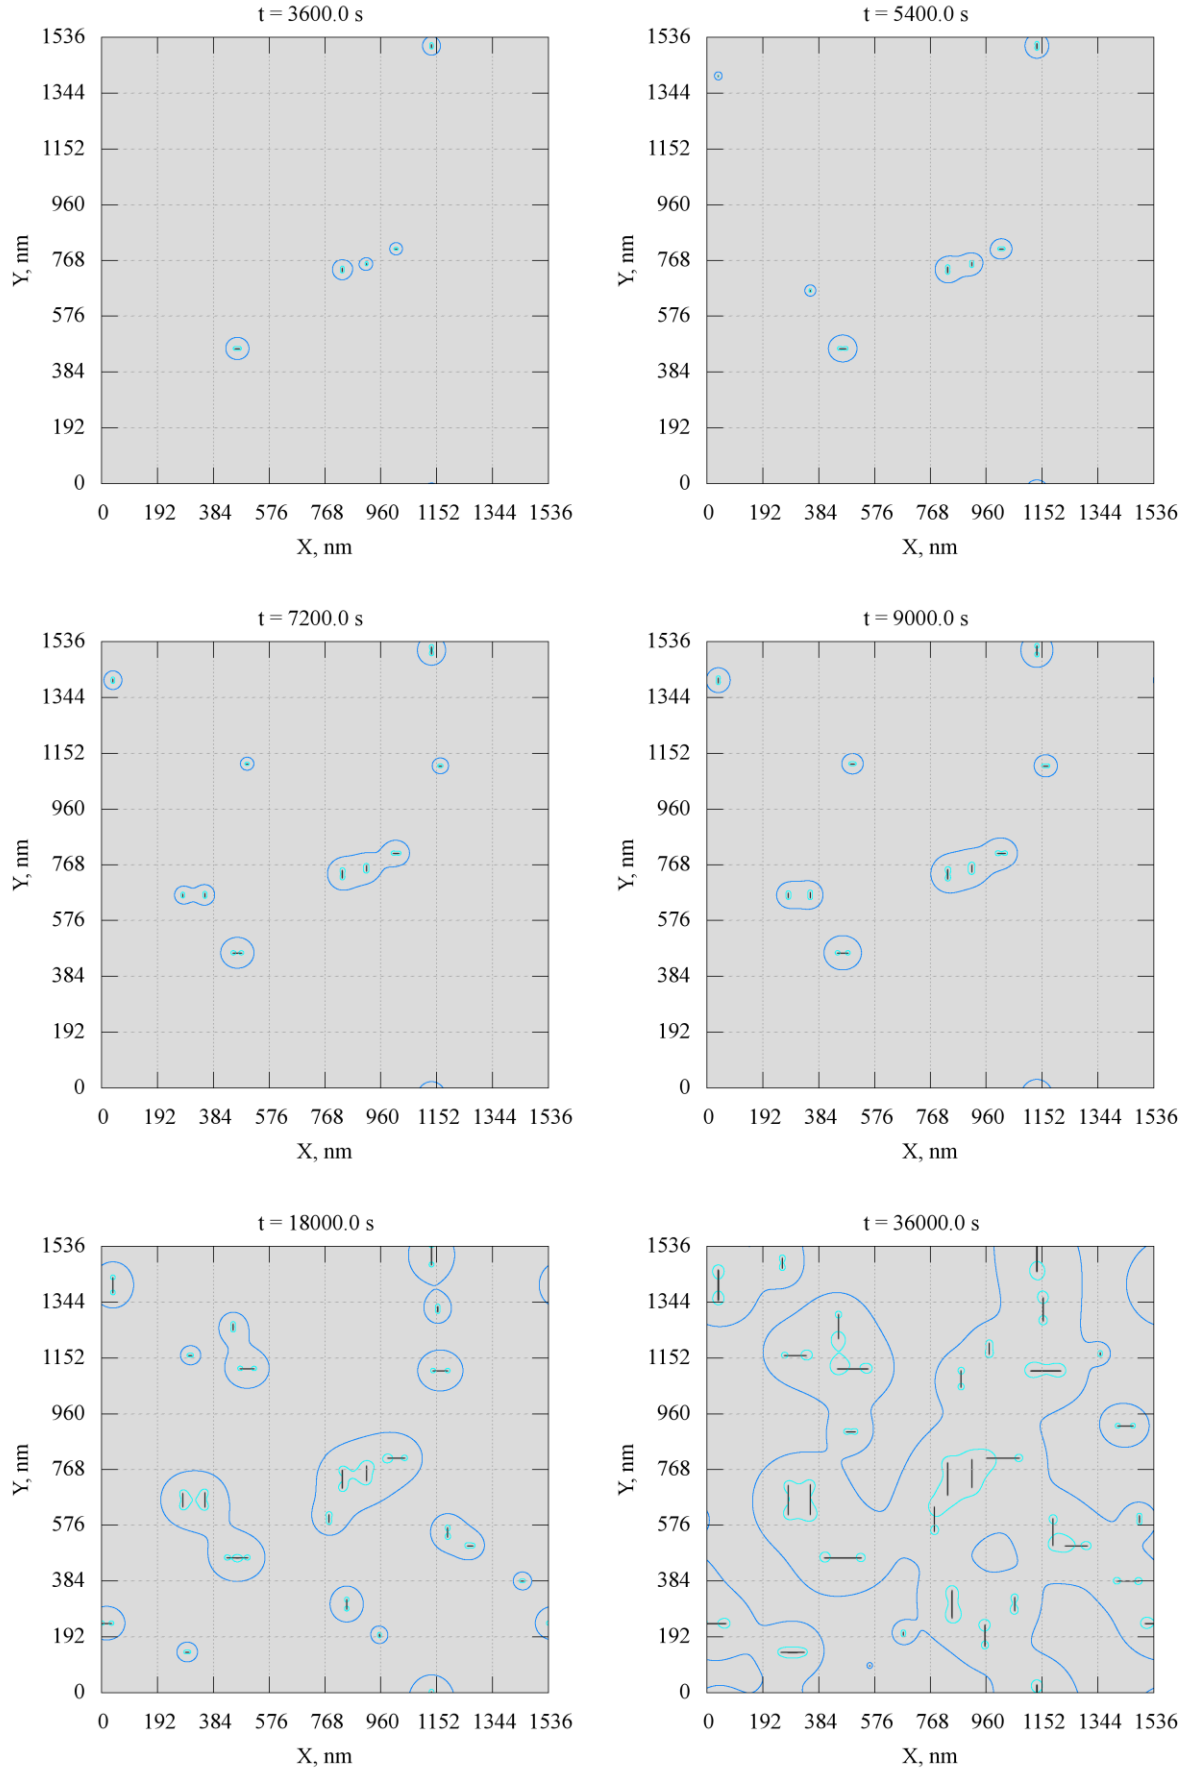 t = 3600.0 s
1536
1344
1152
960
768
576
384
192
0
Y, nm
0 192 384 576 768 960 1152 1344 1536
X, nm
t = 5400.0 s
1536
1344
1152
960
768
576
384
192
0
Y, nm
0 192 384 576 768 960 1152 1344 1536
X, nm
t = 7200.0 s
1536
1344
1152
960
768
576
384
192
0
Y, nm
0 192 384 576 768 960 1152 1344 1536
X, nm
t = 9000.0 s
1536
1344
1152
960
768
576
384
192
0
Y, nm
0 192 384 576 768 960 1152 1344 1536
X, nm
t = 18000.0 s
1536
1344
1152
960
768
576
384
192
0
Y, nm
0 192 384 576 768 960 1152 1344 1536
X, nm
t = 36000.0 s
1536
1344
1152
960
768
576
384
192
0
Y, nm
0 192 384 576 768 960 1152 1344 1536
X, nm